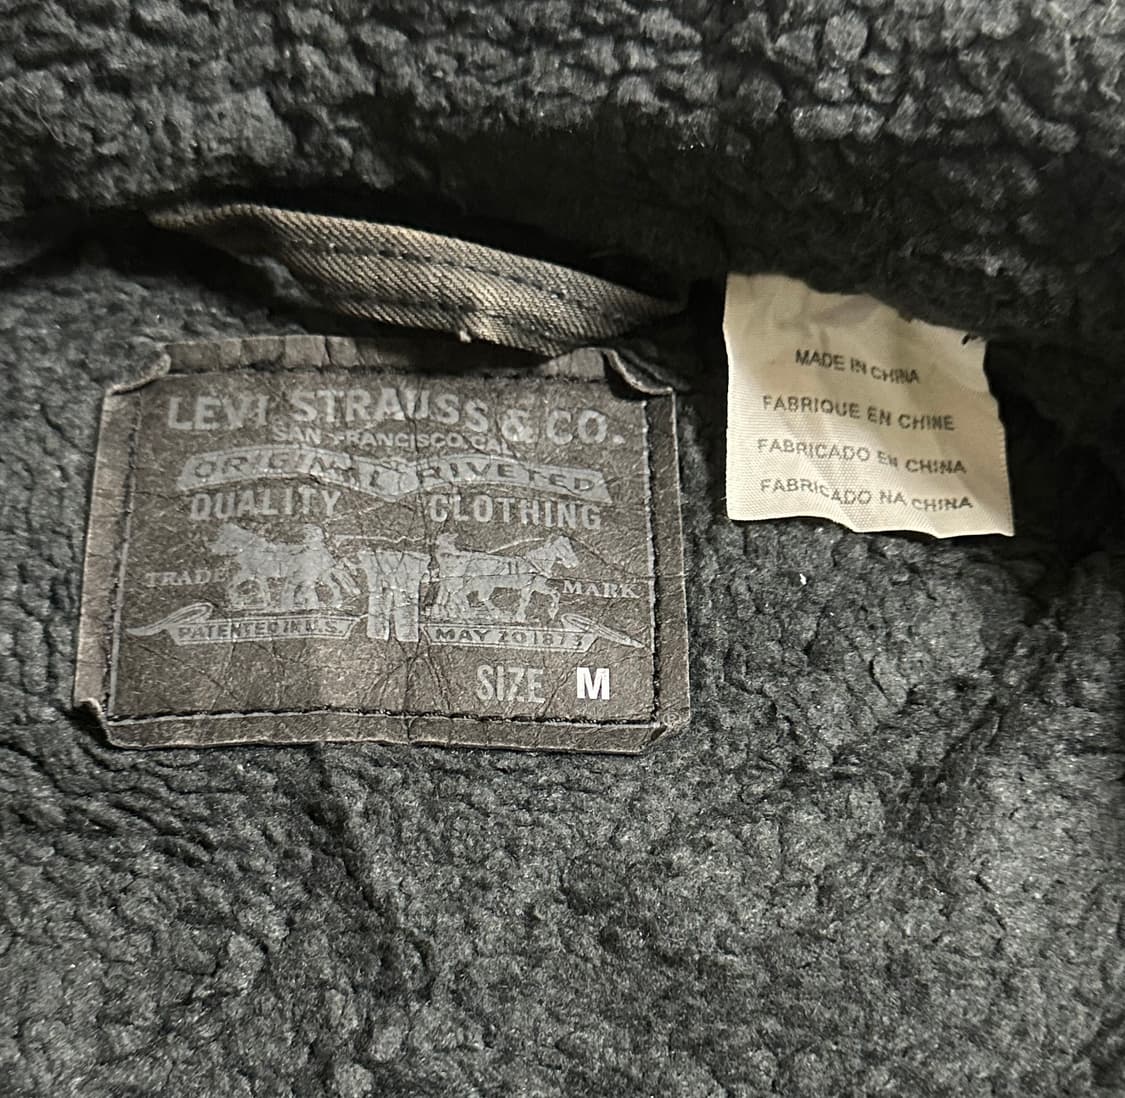 LEVI STRAUSS & CO.
SAN FRANCISCO CAL
ORIGINAL RIVETED
QUALITY CLOTHING
TRADE MARK
PATENTED IN U.S. MAY 20 1873
SIZE M
MADE IN CHINA
FABRIQUE EN CHINE
FABRICADO EN CHINA
FABRICADO NA CHINA